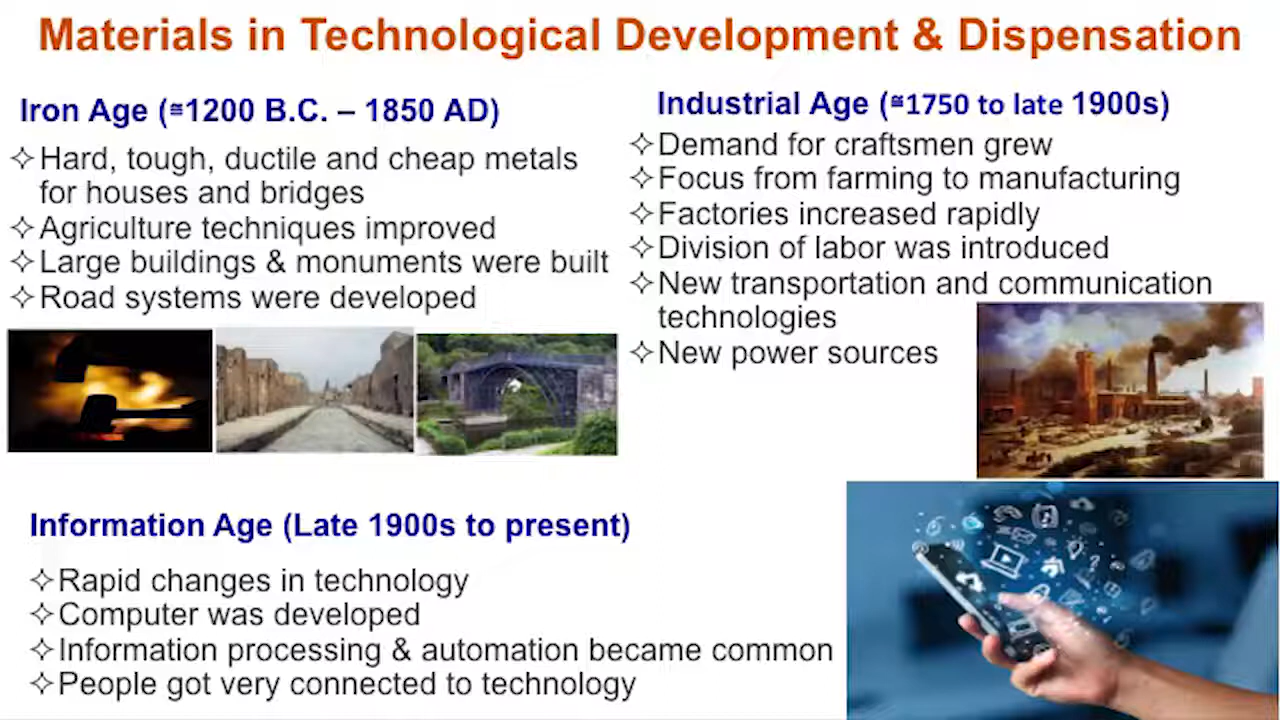 Materials in Technological Development & Dispensation
Iron Age (≅1200 B.C. – 1850 AD)
✧Hard, tough, ductile and cheap metals
for houses and bridges
✧Agriculture techniques improved
✧Large buildings & monuments were built
✧Road systems were developed
Industrial Age (≅1750 to late 1900s)
✧Demand for craftsmen grew
✧Focus from farming to manufacturing
✧Factories increased rapidly
✧Division of labor was introduced
✧New transportation and communication
technologies
✧New power sources
Information Age (Late 1900s to present)
✧Rapid changes in technology
✧Computer was developed
✧Information processing & automation became common
✧People got very connected to technology